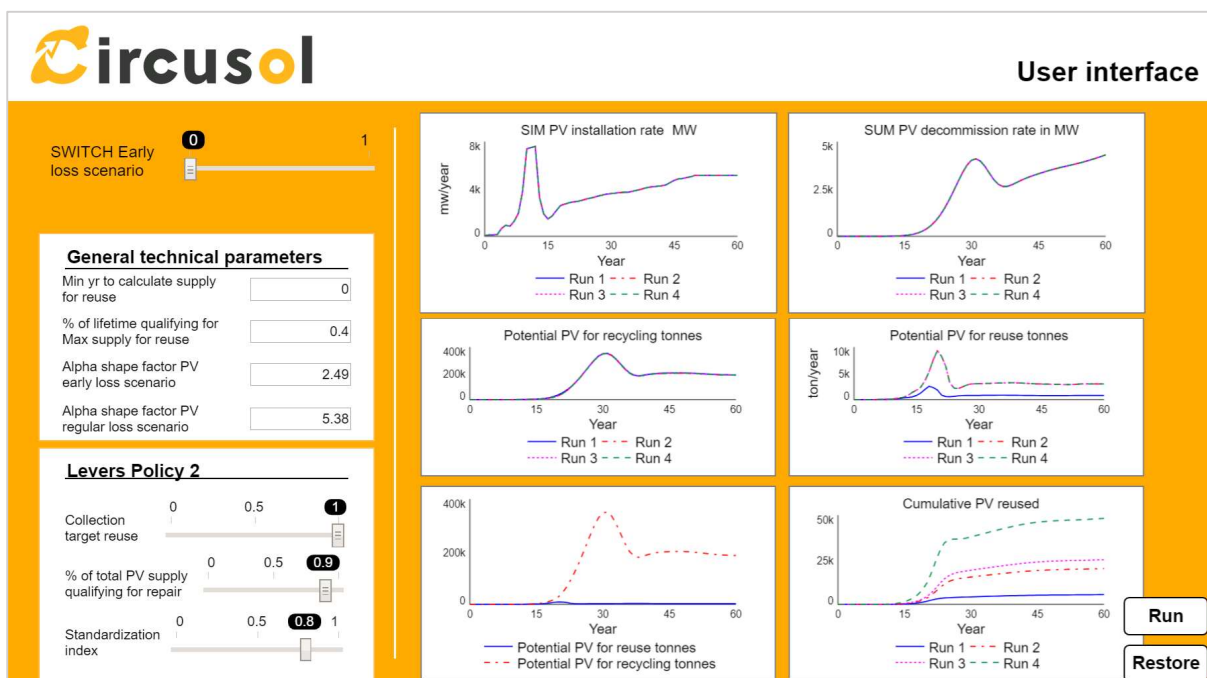 Circusol
User interface
SWITCH Early
loss scenario
0
1
General technical parameters
Min yr to calculate supply
for reuse
0
% of lifetime qualifying for
Max supply for reuse
0.4
Alpha shape factor PV
early loss scenario
2.49
Alpha shape factor PV
regular loss scenario
5.38
Levers Policy 2
0 0.5 1
Collection
target reuse
0 0.5 0.9
% of total PV supply
qualifying for repair
0 0.5 0.8 1
Standardization
index
SIM PV installation rate MW
8k
4k
0
mw/year
0 15 30 45 60
Year
Run 1 Run 2
Run 3 Run 4
SUM PV decommission rate in MW
5k
2.5k
0
0 15 30 45 60
Year
Run 1 Run 2
Run 3 Run 4
Potential PV for recycling tonnes
400k
200k
0
0 15 30 45 60
Year
Run 1 Run 2
Run 3 Run 4
Potential PV for reuse tonnes
10k
5k
0
ton/year
0 15 30 45 60
Year
Run 1 Run 2
Run 3 Run 4
400k
200k
0
0 15 30 45 60
Year
Potential PV for reuse tonnes
Potential PV for recycling tonnes
Cumulative PV reused
50k
25k
0
0 15 30 45 60
Year
Run 1 Run 2
Run 3 Run 4
Run
Restore